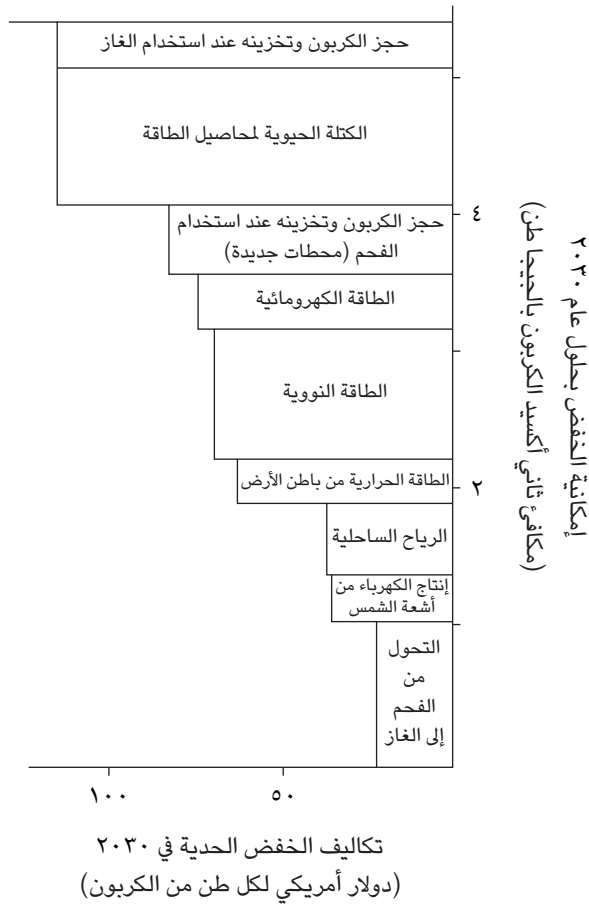 حجز الكربون وتخزينه عند استخدام الغاز
الكتلة الحيوية لمحاصيل الطاقة
حجز الكربون وتخزينه عند استخدام
الفحم (محطات جديدة)
الطاقة الكهرومائية
الطاقة النووية
الطاقة الحرارية من باطن الأرض
الرياح الساحلية
إنتاج الكهرباء من
أشعة الشمس
التحول
من
الفحم
إلى الغاز
٤
٢
إمكانية الخفض بحلول عام ٢٠٣٠
(مكافئ ثاني أكسيد الكربون بالجيجا طن)
٥٠
١٠٠
تكاليف الخفض الحدية في ٢٠٣٠
(دولار أمريكي لكل طن من الكربون)